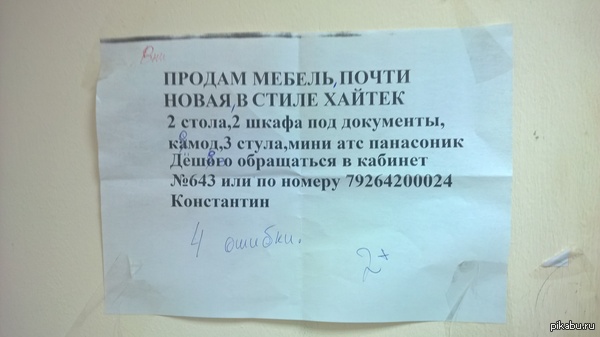 ПРОДАМ МЕБЕЛЬ, ПОЧТИ
НОВАЯ, В СТИЛЕ ХАЙТЕК
2 стола,2 шкафа под документы,
камод,3 стула,мини атс панасоник
Дёшого обращаться в кабинет
№643 или по номеру 79264200024
Константин
4 ошибки.
2+
pikabu.ru